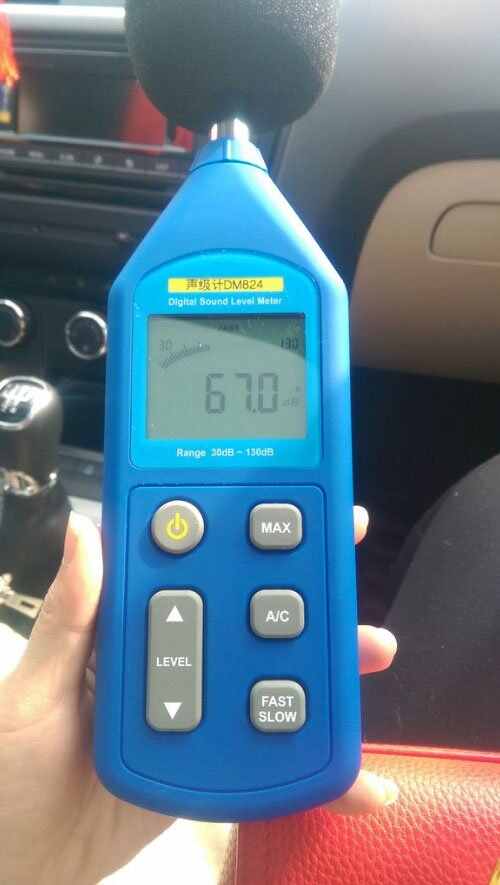 声级计DM824
Digital Sound Level Meter
FAST
30 130
67.0 A
dB
Range 30dB ~ 130dB
MAX
LEVEL
A/C
FAST
SLOW